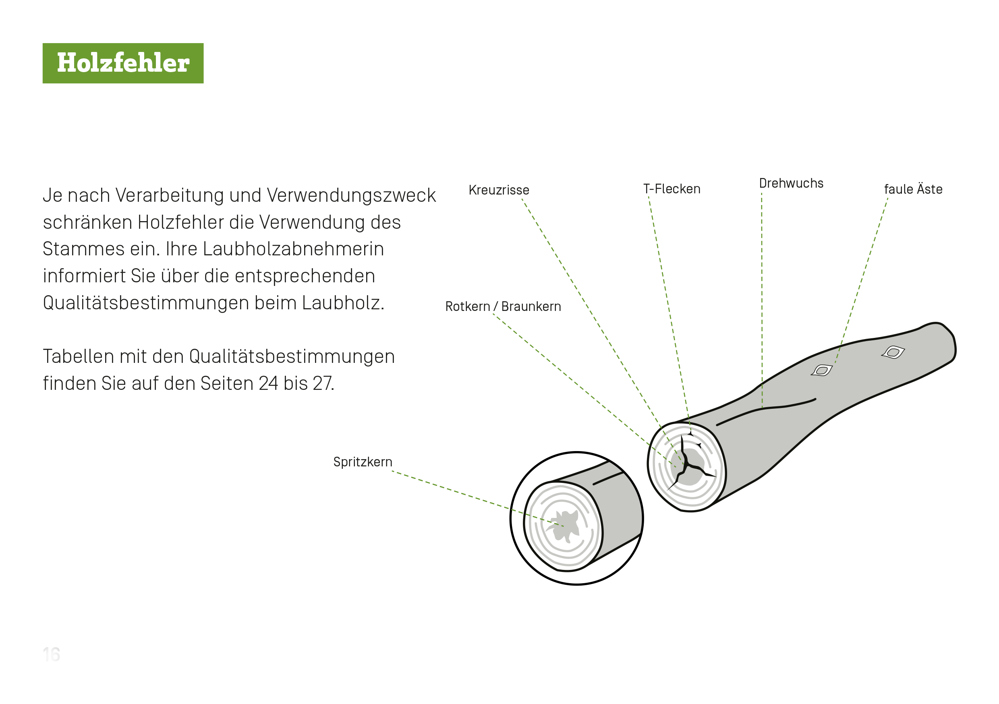 Holzfehler
Je nach Verarbeitung und Verwendungszweck
schränken Holzfehler die Verwendung des
Stammes ein. Ihre Laubholzabnehmerin
informiert Sie über die entsprechenden
Qualitätsbestimmungen beim Laubholz.
Tabellen mit den Qualitätsbestimmungen
finden Sie auf den Seiten 24 bis 27.
Kreuzrisse
T-Flecken
Drehwuchs
faule Äste
Rotkern / Braunkern
Spritzkern
16